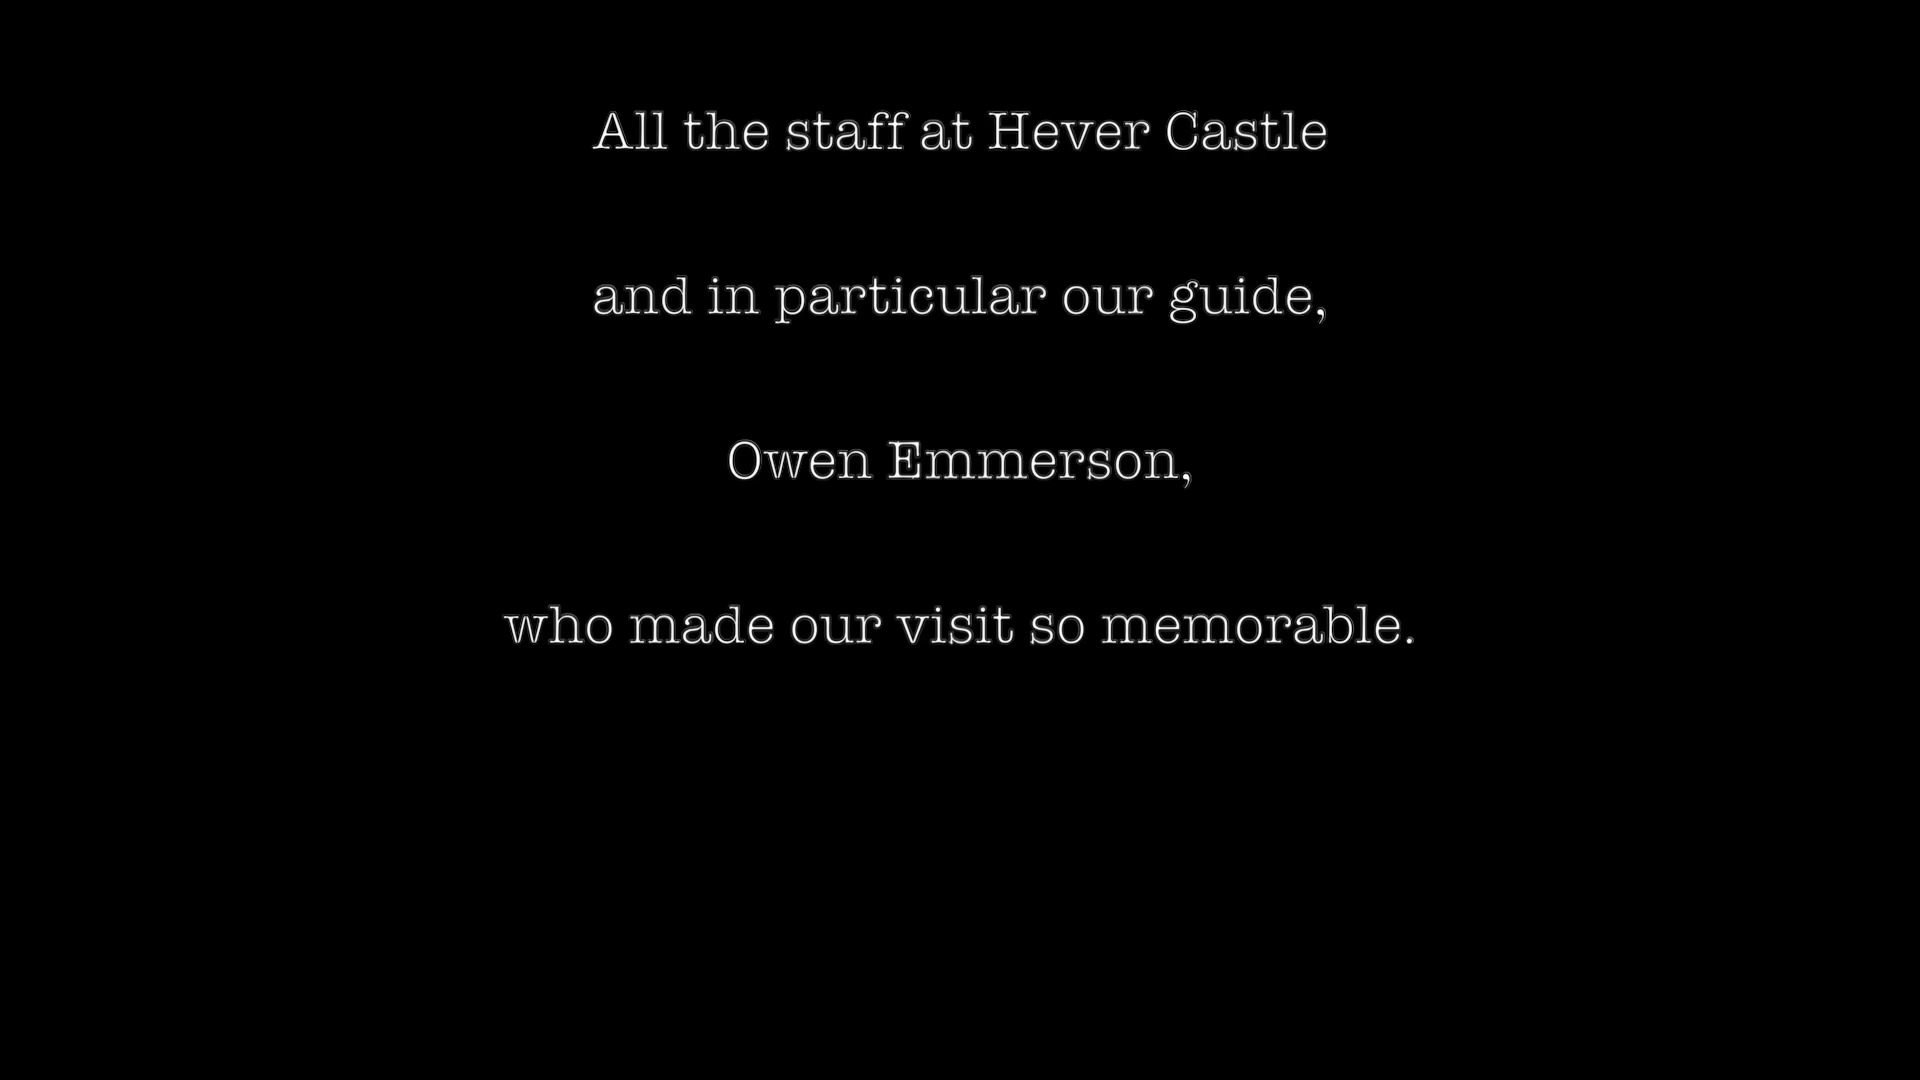 All the staff at Hever Castle
and in particular our guide,
Owen Emmerson,
who made our visit so memorable.